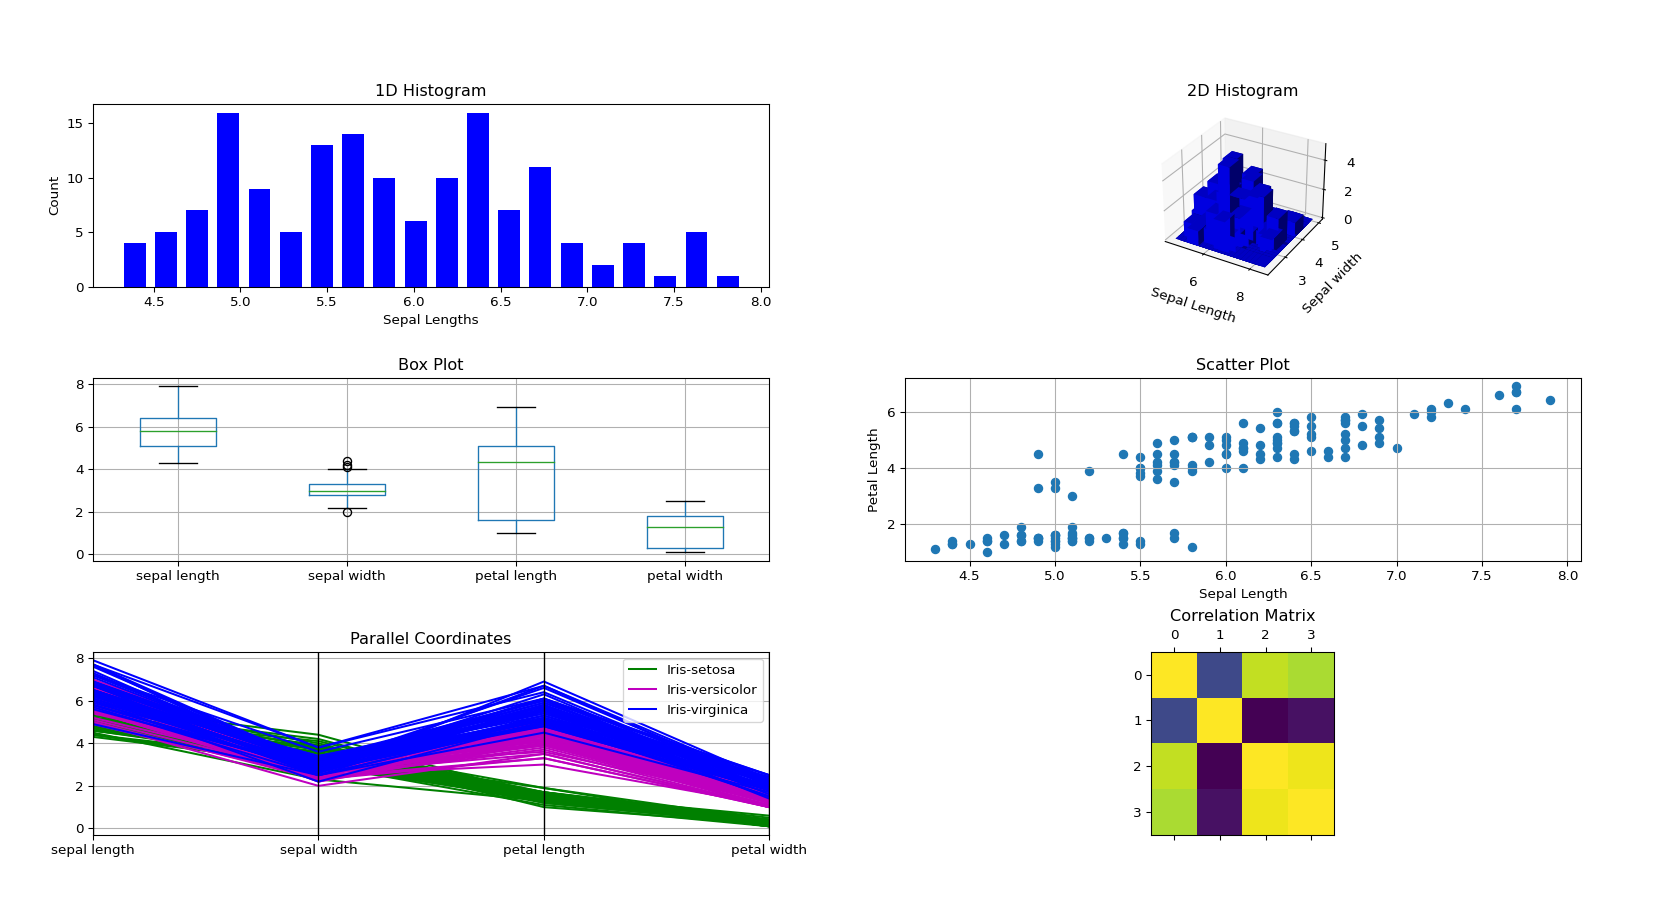 1D Histogram
15
10
5
0
Count
4.5 5.0 5.5 6.0 6.5 7.0 7.5 8.0
Sepal Lengths
2D Histogram
4
2
0
5
4
3
6
8
Sepal Length
Sepal width
Box Plot
8
6
4
2
0
sepal length sepal width petal length petal width
Scatter Plot
6
4
2
Petal Length
4.5 5.0 5.5 6.0 6.5 7.0 7.5 8.0
Sepal Length
Parallel Coordinates
8
6
4
2
0
Iris-setosa
Iris-versicolor
Iris-virginica
sepal length sepal width petal length petal width
Correlation Matrix
0 1 2 3
0
1
2
3